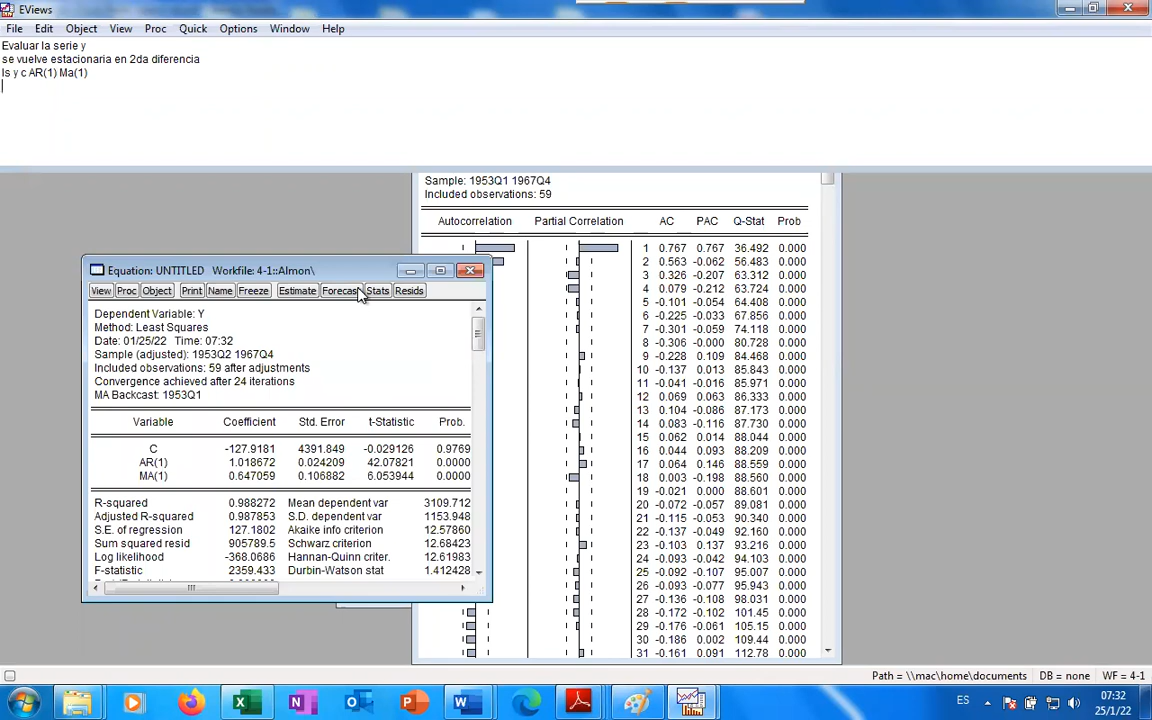 EViews
File Edit Object View Proc Quick Options Window Help
Evaluar la serie y
se vuelve estacionaria en 2da diferencia
ls y c AR(1) Ma(1)
Sample: 1953Q1 1967Q4
Included observations: 59
Autocorrelation Partial Correlation AC PAC Q-Stat Prob
1 0.767 0.767 36.492 0.000
2 0.563 -0.062 56.483 0.000
3 0.326 -0.207 63.312 0.000
4 0.079 -0.212 63.724 0.000
5 -0.101 -0.054 64.408 0.000
6 -0.225 -0.033 67.856 0.000
7 -0.301 -0.059 74.118 0.000
8 -0.306 -0.006 80.728 0.000
9 -0.228 0.109 84.468 0.000
10 -0.137 0.013 85.843 0.000
11 -0.041 -0.016 85.971 0.000
12 0.069 0.063 86.333 0.000
13 0.104 -0.086 87.173 0.000
14 0.083 -0.116 87.730 0.000
15 0.062 0.014 88.044 0.000
16 0.044 0.093 88.209 0.000
17 0.064 0.146 88.559 0.000
18 0.003 -0.198 88.560 0.000
19 -0.021 0.000 88.601 0.000
20 -0.072 -0.057 89.081 0.000
21 -0.115 -0.053 90.340 0.000
22 -0.137 -0.049 92.160 0.000
23 -0.103 0.137 93.216 0.000
24 -0.093 -0.042 94.103 0.000
25 -0.092 -0.107 95.007 0.000
26 -0.093 -0.077 95.943 0.000
27 -0.136 -0.108 98.031 0.000
28 -0.172 -0.102 101.45 0.000
29 -0.176 -0.026 105.15 0.000
30 -0.186 0.002 109.44 0.000
31 -0.161 0.091 112.78 0.000
Equation: UNTITLED Workfile: 4-1::Almon\
View Proc Object Print Name Freeze Estimate Forecast Stats Resids
Dependent Variable: Y
Method: Least Squares
Date: 01/25/22 Time: 07:32
Sample (adjusted): 1953Q2 1967Q4
Included observations: 59 after adjustments
Convergence achieved after 24 iterations
MA Backcast: 1953Q1
Variable Coefficient Std. Error t-Statistic Prob.
C -127.9181 4391.849 -0.029126 0.9769
AR(1) 1.018672 0.024209 42.07821 0.0000
MA(1) 0.647059 0.106882 6.053944 0.0000
R-squared 0.988272 Mean dependent var 3109.712
Adjusted R-squared 0.987853 S.D. dependent var 1153.948
S.E. of regression 127.1802 Akaike info criterion 12.57860
Sum squared resid 905789.5 Schwarz criterion 12.68423
Log likelihood -368.0686 Hannan-Quinn criter. 12.61983
F-statistic 2359.433 Durbin-Watson stat 1.412428
Path = \\mac\home\documents DB = none WF = 4-1
ES 07:32
25/1/22